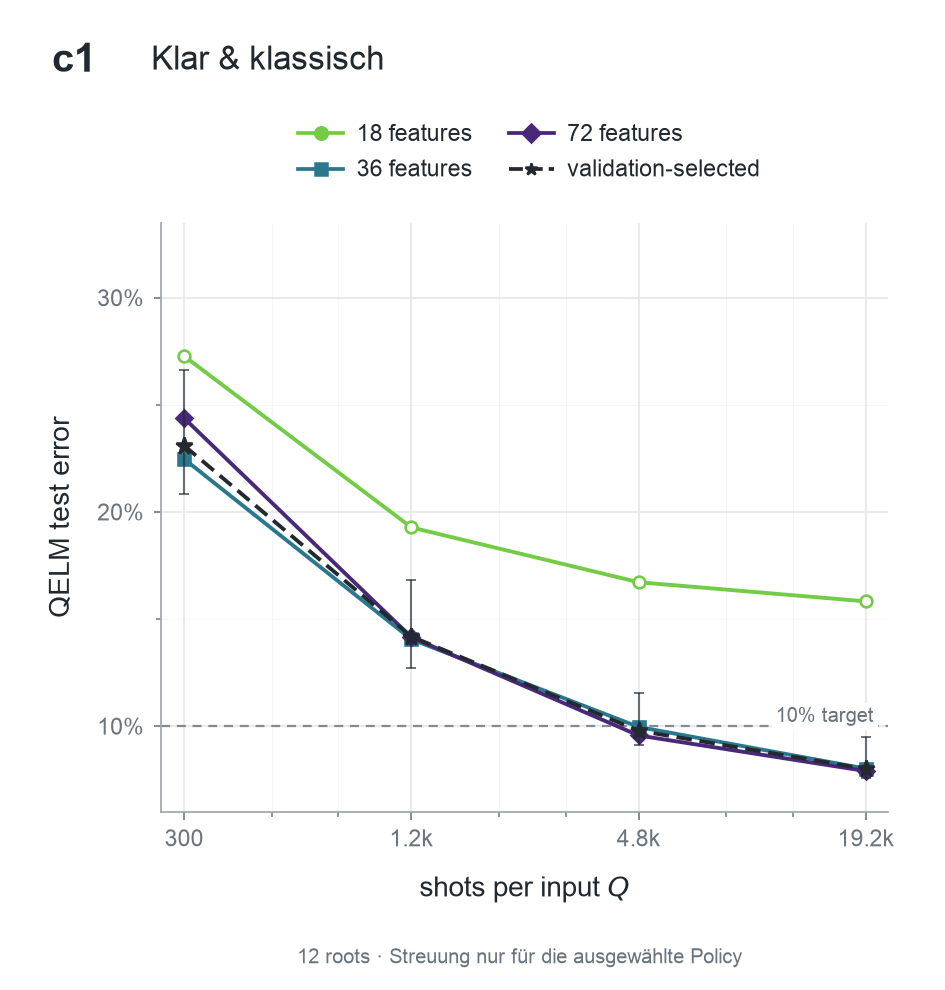 c1 Klar & klassisch
18 features 72 features
36 features validation-selected
30%
20%
10%
QELM test error
10% target
300 1.2k 4.8k 19.2k
shots per input Q
12 roots · Streuung nur für die ausgewählte Policy